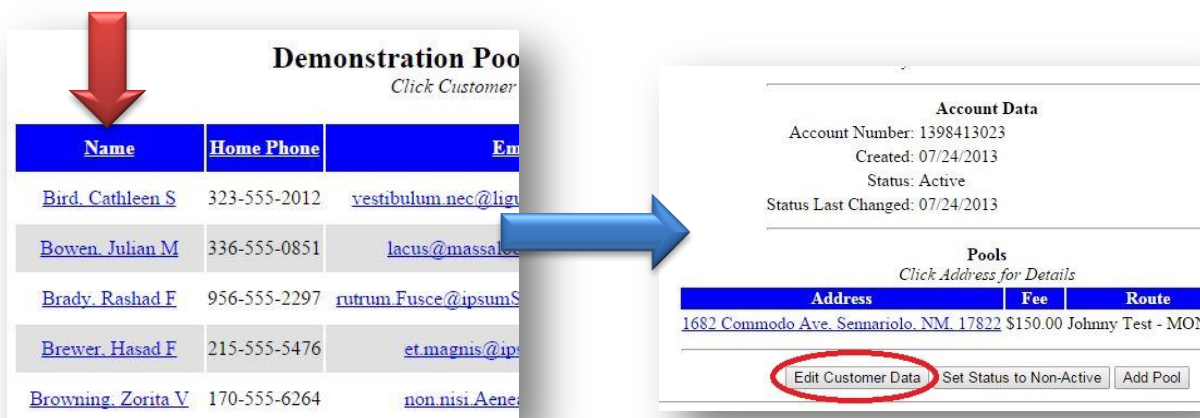 Demonstration Poo
Click Customer
Name Home Phone Em
Bird, Cathleen S 323-555-2012 vestibulum.nec@ligu
Bowen, Julian M 336-555-0851 lacus@massalob
Brady, Rashad F 956-555-2297 rutrum.Fusce@ipsumS
Brewer, Hasad F 215-555-5476 et.magnis@ips
Browning, Zorita V 170-555-6264 non.nisi.Aenea
Account Data
Account Number: 1398413023
Created: 07/24/2013
Status: Active
Status Last Changed: 07/24/2013
Pools
Click Address for Details
Address Fee Route
1682 Commodo Ave. Sennariolo, NM, 17822 $150.00 Johnny Test - MON
Edit Customer Data Set Status to Non-Active Add Pool